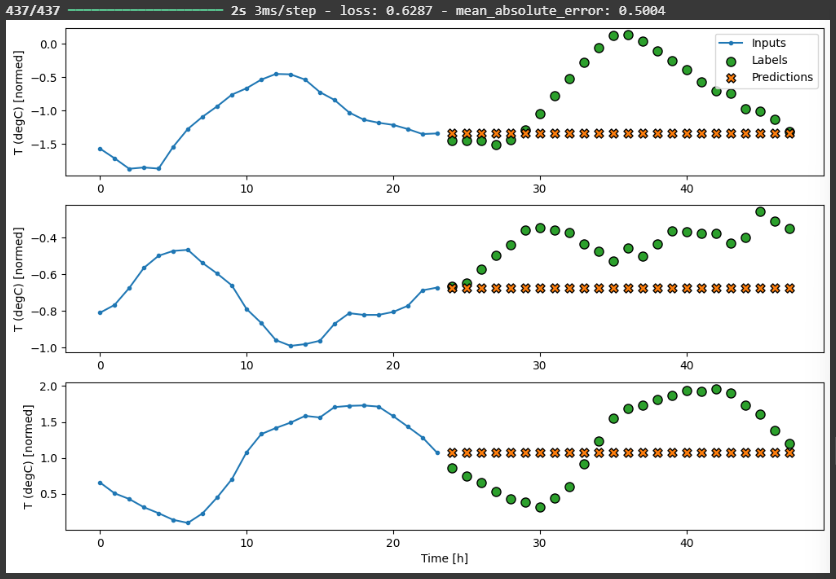 437/437 ━━━━━━━━━━━━━━━━━━━━ 2s 3ms/step - loss: 0.6287 - mean_absolute_error: 0.5004
T (degC) [normed]
0.0
−0.5
−1.0
−1.5
Inputs
Labels
Predictions
0 10 20 30 40
T (degC) [normed]
−0.4
−0.6
−0.8
−1.0
0 10 20 30 40
T (degC) [normed]
2.0
1.5
1.0
0.5
0 10 20 30 40
Time [h]